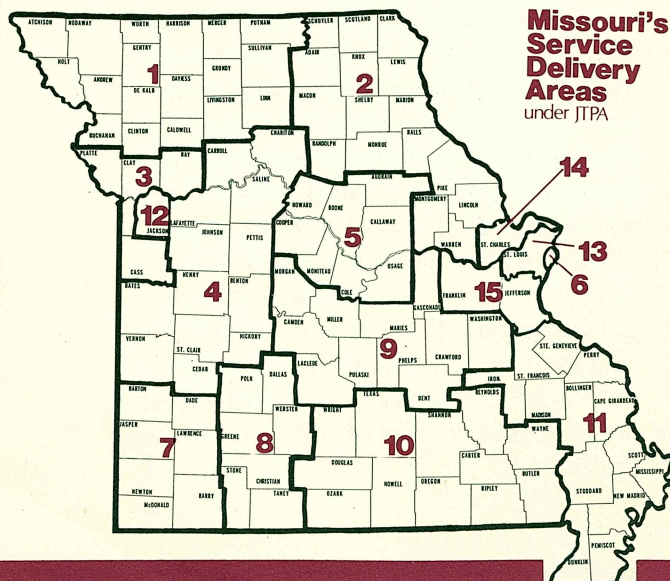 Missouri's
Service
Delivery
Areas
under JTPA
ATCHISON NODAWAY WORTH HARRISON MERCER PUTNAM SCHUYLER SCOTLAND CLARK
GENTRY SULLIVAN ADAIR KNOX LEWIS
HOLT ANDREW 1 DAVIESS GRUNDY 2
DE KALB LIVINGSTON LINN MACON SHELBY MARION
BUCHANAN CLINTON CALDWELL CHARITON RANDOLPH MONROE RALLS
PLATTE CLAY RAY CARROLL
3 SALINE AUDRAIN PIKE 14
HOWARD BOONE MONTGOMERY LINCOLN
12 LAFAYETTE COOPER CALLAWAY
JACKSON JOHNSON PETTIS 5 WARREN ST. CHARLES 13
ST. LOUIS
CASS MORGAN MONITEAU OSAGE 6
BATES HENRY BENTON COLE GASCONADE FRANKLIN 15 JEFFERSON
4 CAMDEN MILLER MARIES WASHINGTON
VERNON HICKORY 9 CRAWFORD STE. GENEVIEVE PERRY
ST. CLAIR LACLEDE PHELPS
CEDAR POLK DALLAS PULASKI IRON ST. FRANCOIS
BARTON DADE TEXAS DENT REYNOLDS BOLLINGER
WEBSTER WRIGHT SHANNON MADISON CAPE GIRARDEAU
JASPER LAWRENCE GREENE WAYNE 11
7 8 10 CARTER SCOTT
STONE DOUGLAS BUTLER MISSISSIPPI
CHRISTIAN HOWELL OREGON RIPLEY STODDARD
NEWTON BARRY TANEY OZARK NEW MADRID
McDONALD
PEMISCOT
DUNKLIN